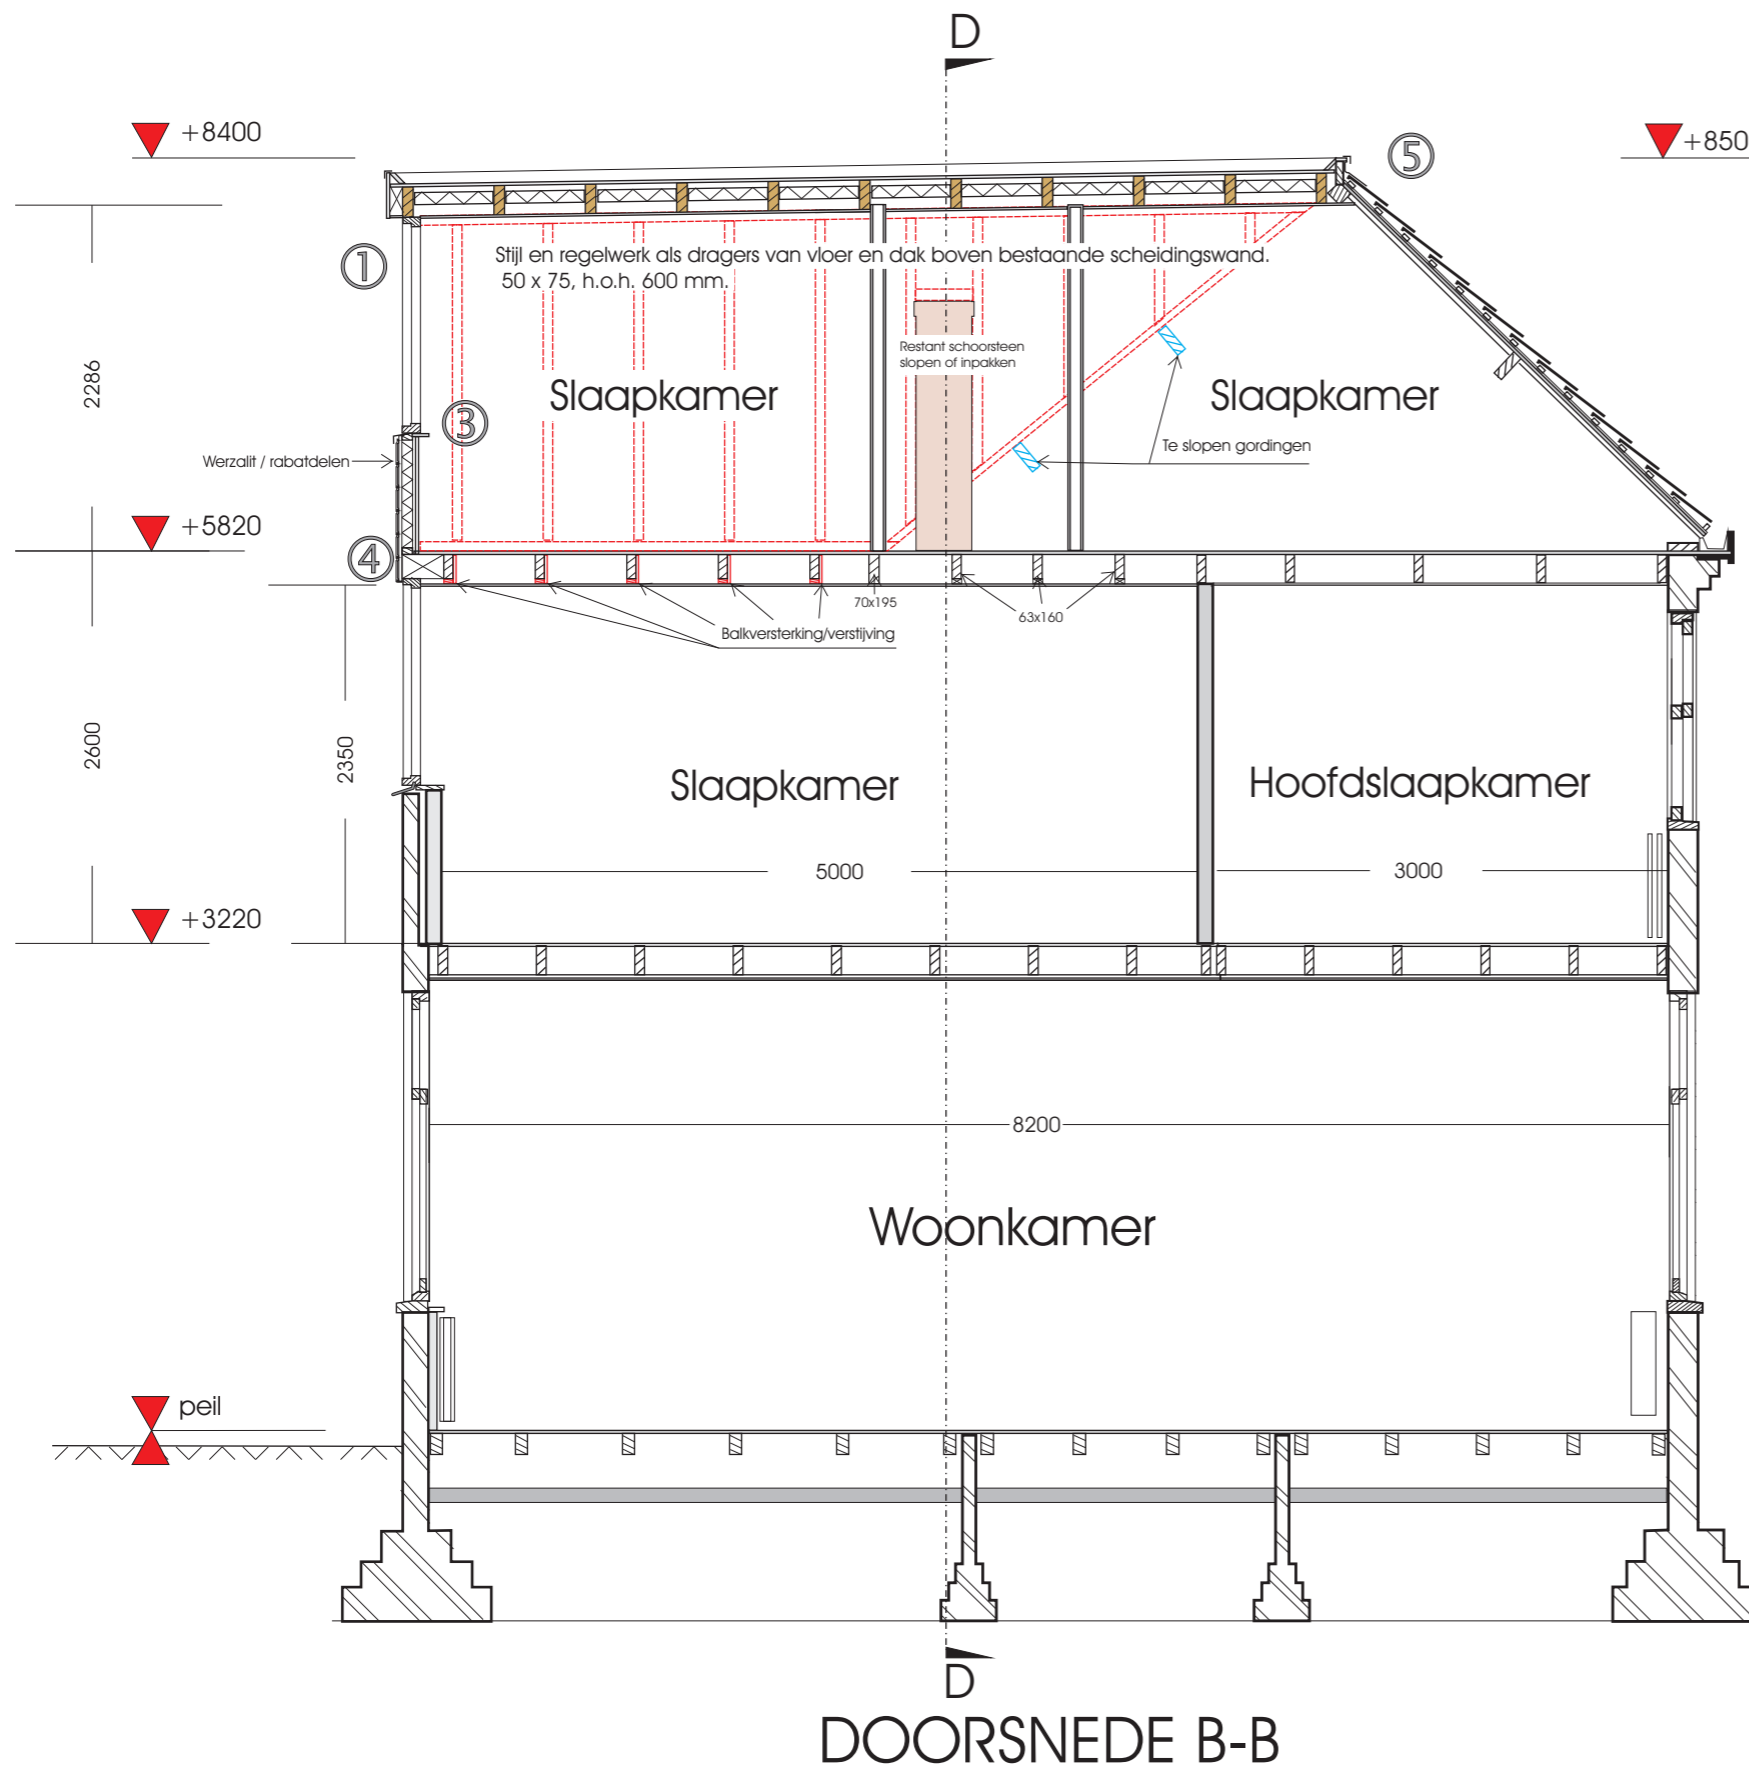 D
+8400
+850
5
1
Stijl en regelwerk als dragers van vloer en dak boven bestaande scheidingswand.
50 x 75, h.o.h. 600 mm.
Restant schoorsteen
slopen of inpakken
2286
Slaapkamer
Slaapkamer
3
Te slopen gordingen
Werzalit / rabatdelen
+5820
4
70x195
63x160
Balkversterking/verstijving
2600
2350
Slaapkamer
Hoofdslaapkamer
5000
3000
+3220
8200
Woonkamer
peil
D
DOORSNEDE B-B